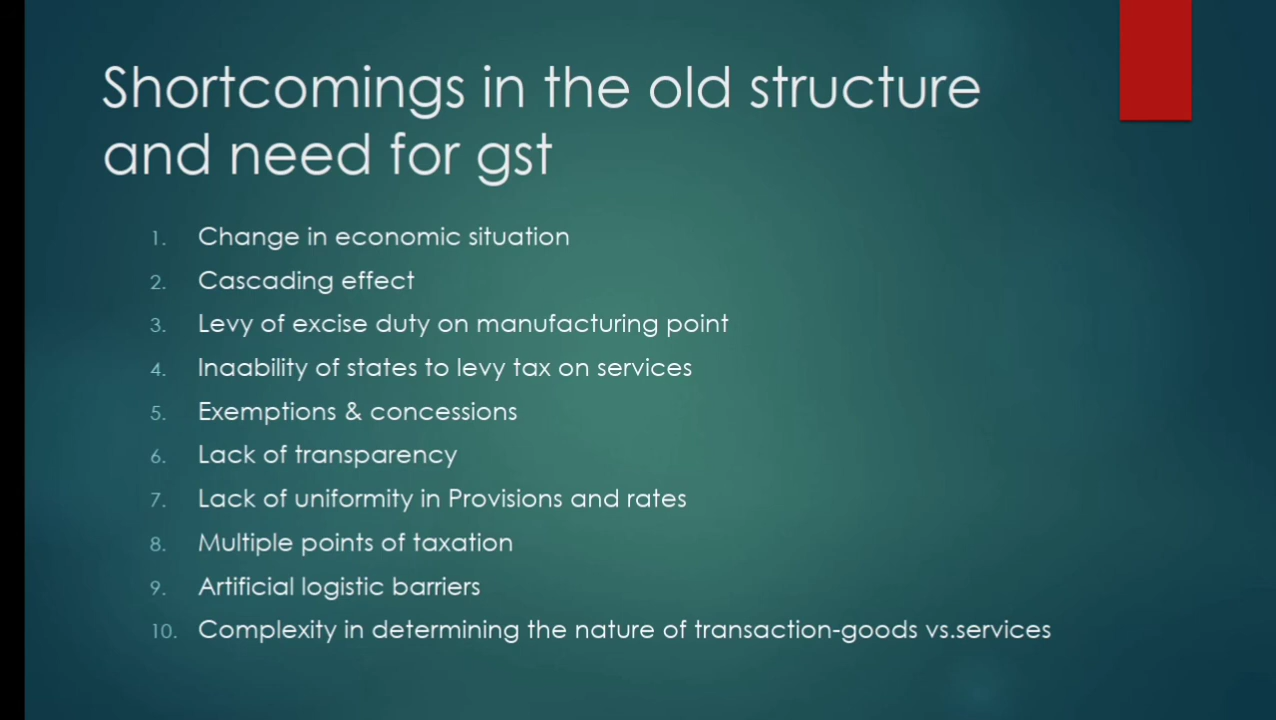 Shortcomings in the old structure
and need for gst
1. Change in economic situation
2. Cascading effect
3. Levy of excise duty on manufacturing point
4. Inaability of states to levy tax on services
5. Exemptions & concessions
6. Lack of transparency
7. Lack of uniformity in Provisions and rates
8. Multiple points of taxation
9. Artificial logistic barriers
10. Complexity in determining the nature of transaction-goods vs.services